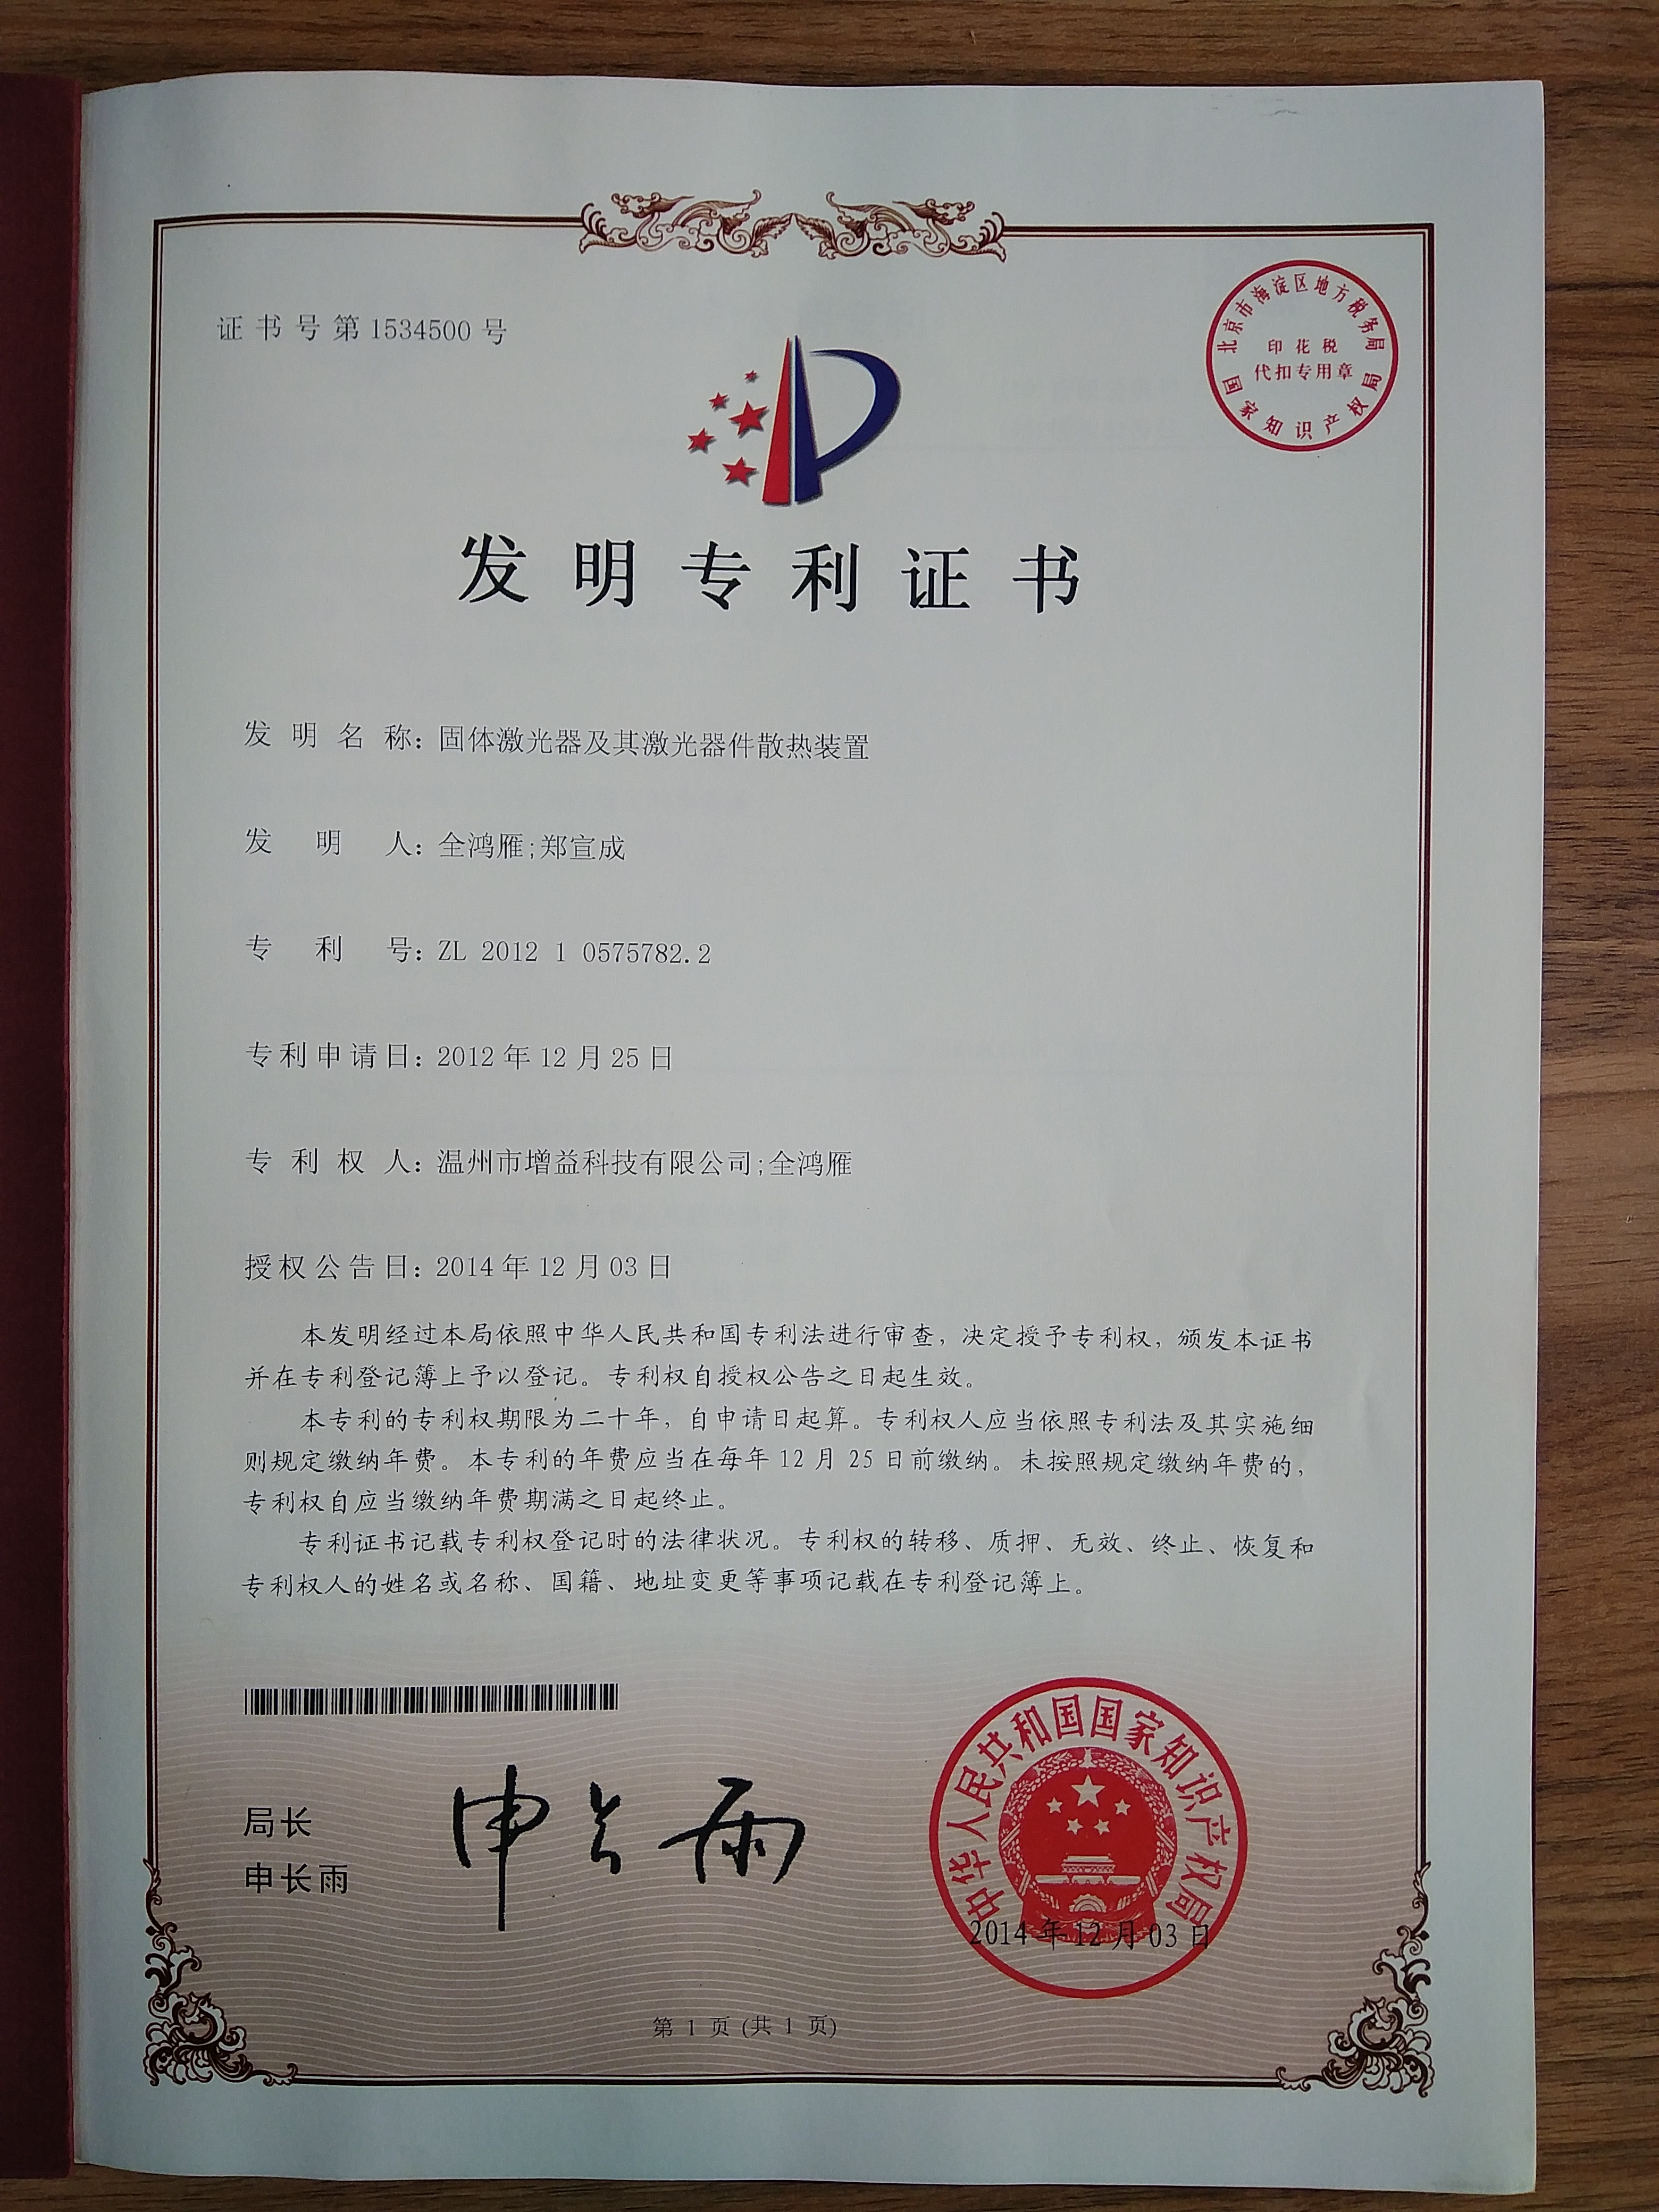 证书号第1534500号
北京市海淀区地方税务局
印花税
代扣专用章
国家知识产权局
发明专利证书
发明名称：固体激光器及其激光器件散热装置
发明人：全鸿雁;郑宣成
专利号：ZL 2012 1 0575782.2
专利申请日：2012年12月25日
专利权人：温州市增益科技有限公司;全鸿雁
授权公告日：2014年12月03日
本发明经过本局依照中华人民共和国专利法进行审查，决定授予专利权，颁发本证书
并在专利登记簿上予以登记。专利权自授权公告之日起生效。
本专利的专利权期限为二十年，自申请日起算。专利权人应当依照专利法及其实施细
则规定缴纳年费。本专利的年费应当在每年12月25日前缴纳。未按照规定缴纳年费的，
专利权自应当缴纳年费期满之日起终止。
专利证书记载专利权登记时的法律状况。专利权的转移、质押、无效、终止、恢复和
专利权人的姓名或名称、国籍、地址变更等事项记载在专利登记簿上。
局长
申长雨
申长雨
中华人民共和国国家知识产权局
2014年12月03日
第1页(共1页)